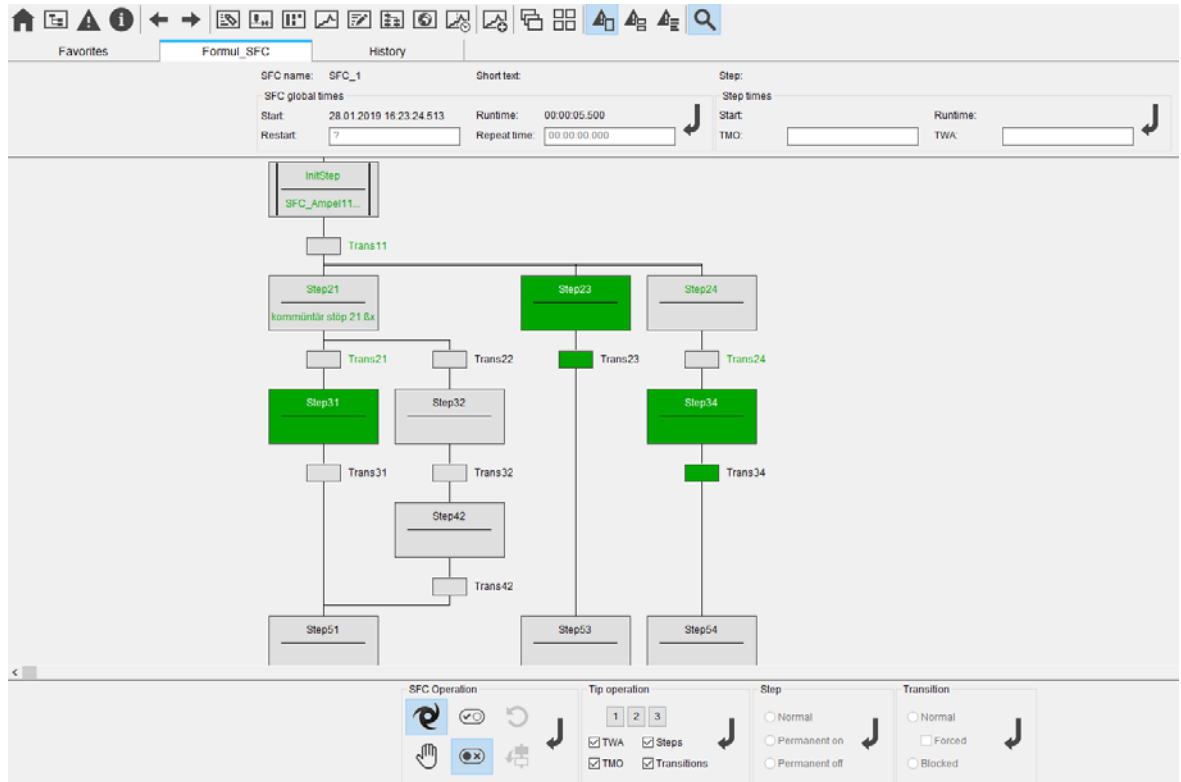 Favorites Formul_SFC History
SFC name: SFC_1 Short text: Step:
SFC global times Step times
Start: 28.01.2019 16:23:24.513 Runtime: 00:00:05.500 Start: Runtime:
Restart: ? Repeat time: 00:00:00.000 TMO: TWA:
InitStep
SFC_Ampel11...
Trans11
Step21 Step23 Step24
kommüntär stöp 21 ßx
Trans21 Trans22 Trans23 Trans24
Step31 Step32 Step34
Trans31 Trans32 Trans34
Step42
Trans42
Step51 Step53 Step54
SFC Operation Tip operation Step Transition
1 2 3 Normal Normal
TWA Steps Permanent on Forced
TMO Transitions Permanent off Blocked